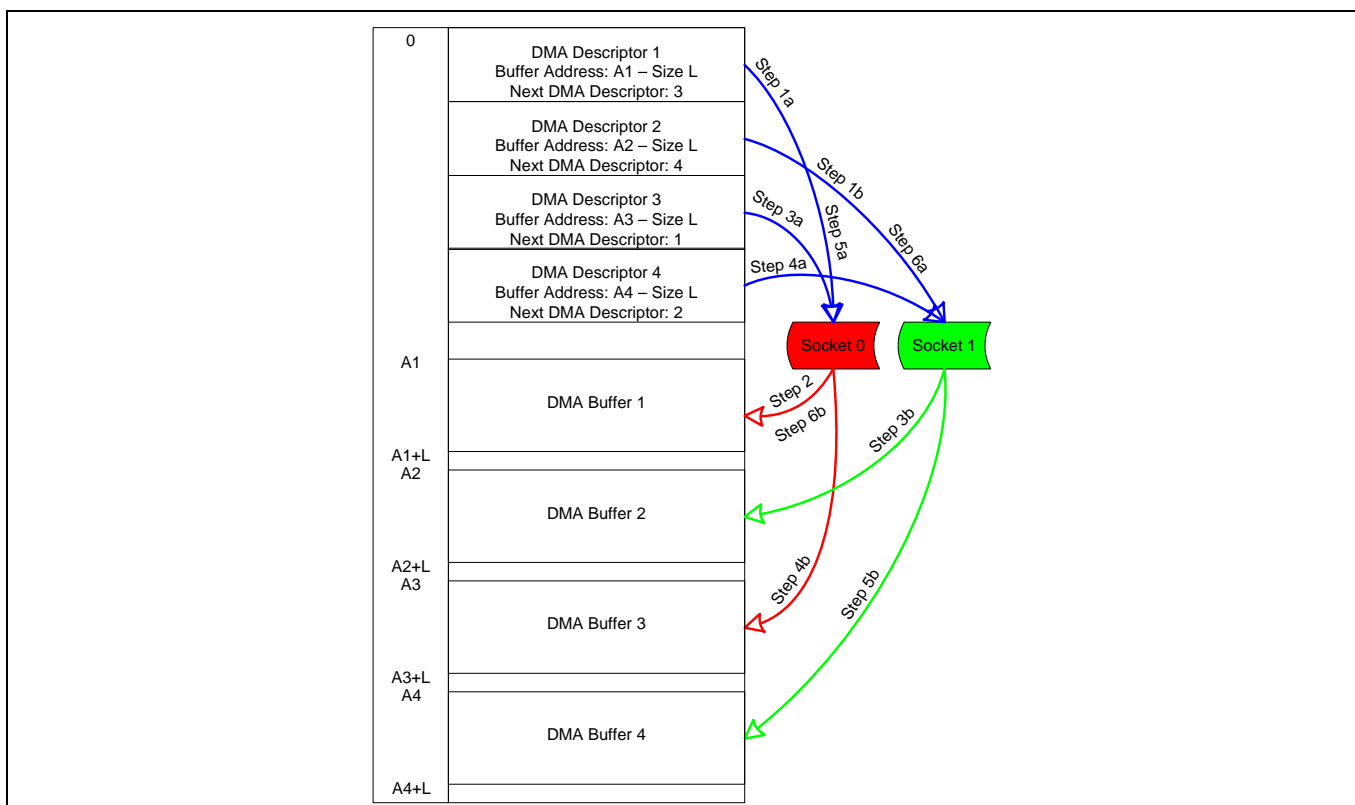 0
DMA Descriptor 1
Buffer Address: A1 – Size L
Next DMA Descriptor: 3
DMA Descriptor 2
Buffer Address: A2 – Size L
Next DMA Descriptor: 4
DMA Descriptor 3
Buffer Address: A3 – Size L
Next DMA Descriptor: 1
DMA Descriptor 4
Buffer Address: A4 – Size L
Next DMA Descriptor: 2
Step 1a
Step 1b
Step 3a
Step 5a
Step 6a
Step 4a
Socket 0
Socket 1
A1
DMA Buffer 1
A1+L
Step 2
Step 6b
Step 3b
A2
DMA Buffer 2
A2+L
Step 4b
Step 5b
A3
DMA Buffer 3
A3+L
A4
DMA Buffer 4
A4+L